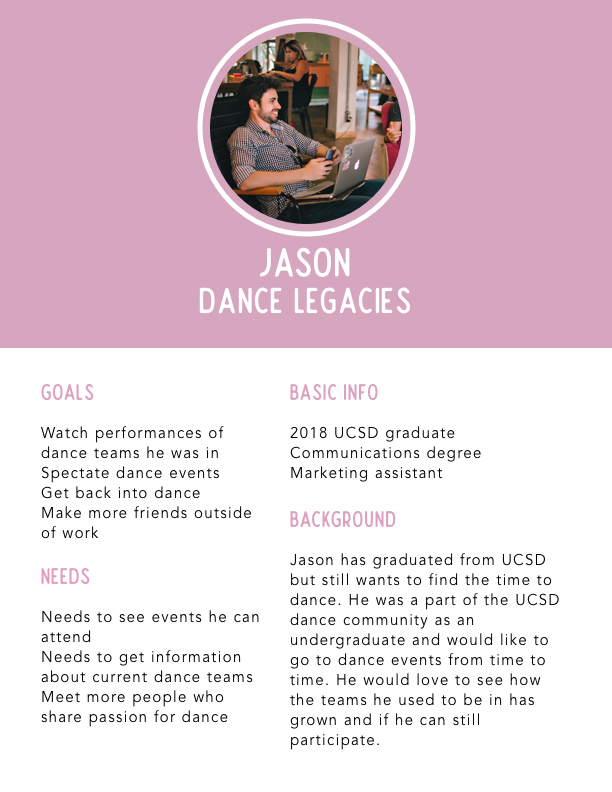 JASON
DANCE LEGACIES
GOALS
Watch performances of
dance teams he was in
Spectate dance events
Get back into dance
Make more friends outside
of work
NEEDS
Needs to see events he can
attend
Needs to get information
about current dance teams
Meet more people who
share passion for dance
BASIC INFO
2018 UCSD graduate
Communications degree
Marketing assistant
BACKGROUND
Jason has graduated from UCSD
but still wants to find the time to
dance. He was a part of the UCSD
dance community as an
undergraduate and would like to
go to dance events from time to
time. He would love to see how
the teams he used to be in has
grown and if he can still
participate.